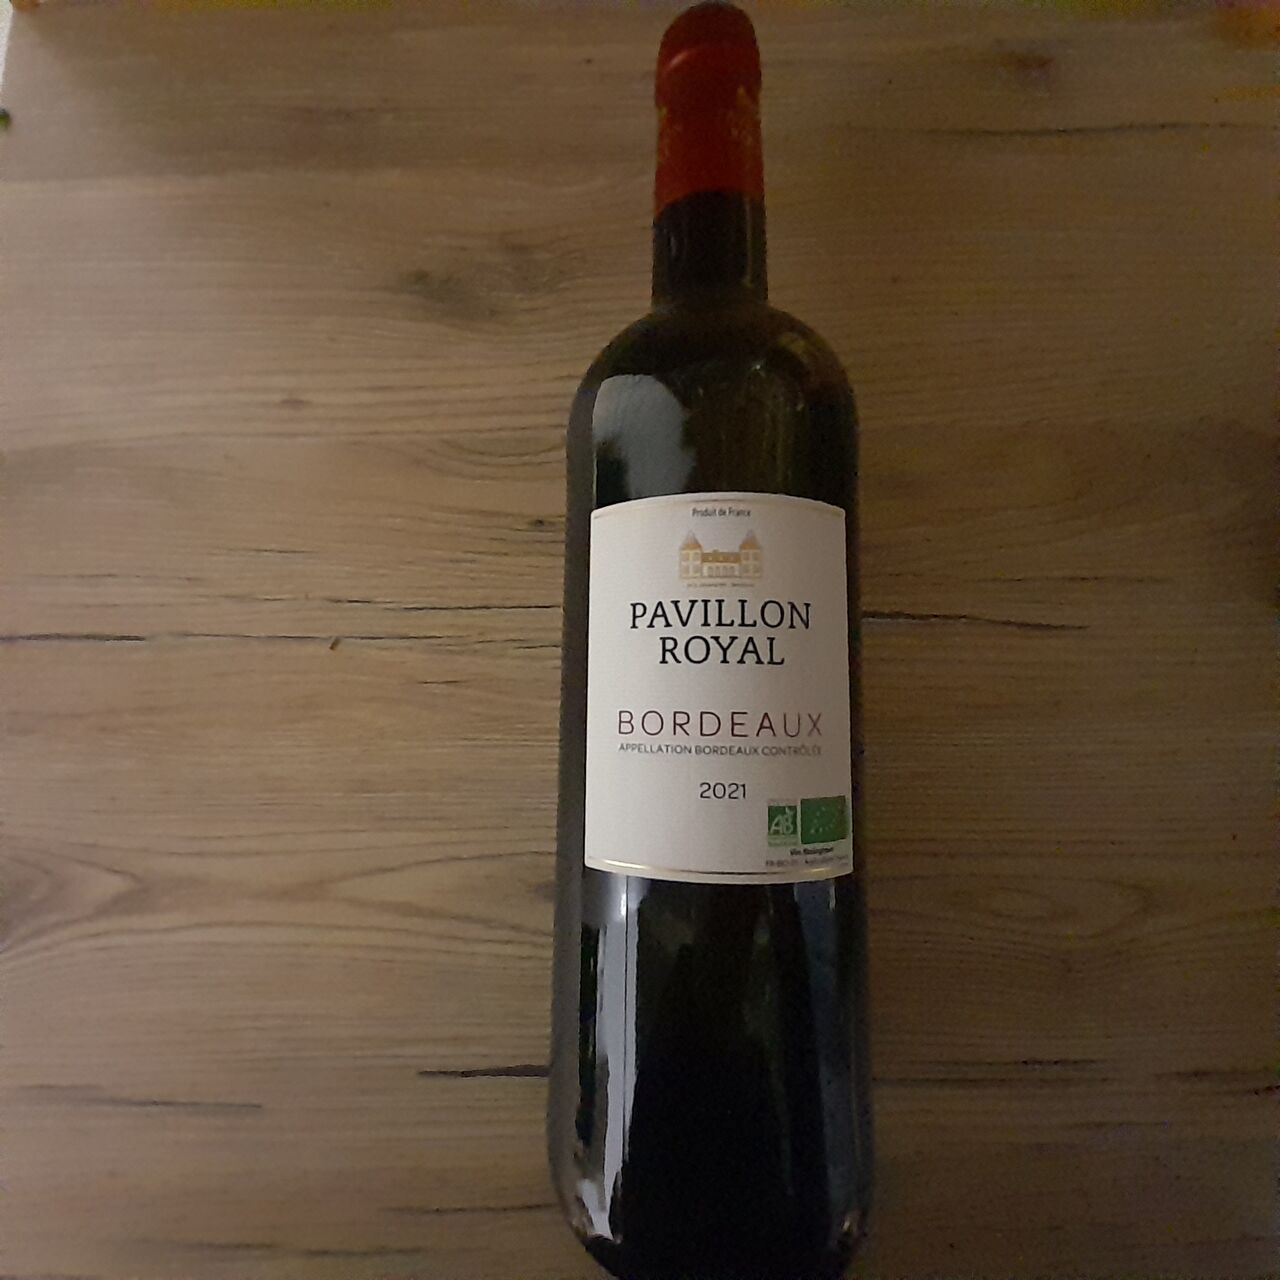 Produit de France
PAVILLON
ROYAL
BORDEAUX
APPELLATION BORDEAUX CONTRÔLÉE
2021
AB